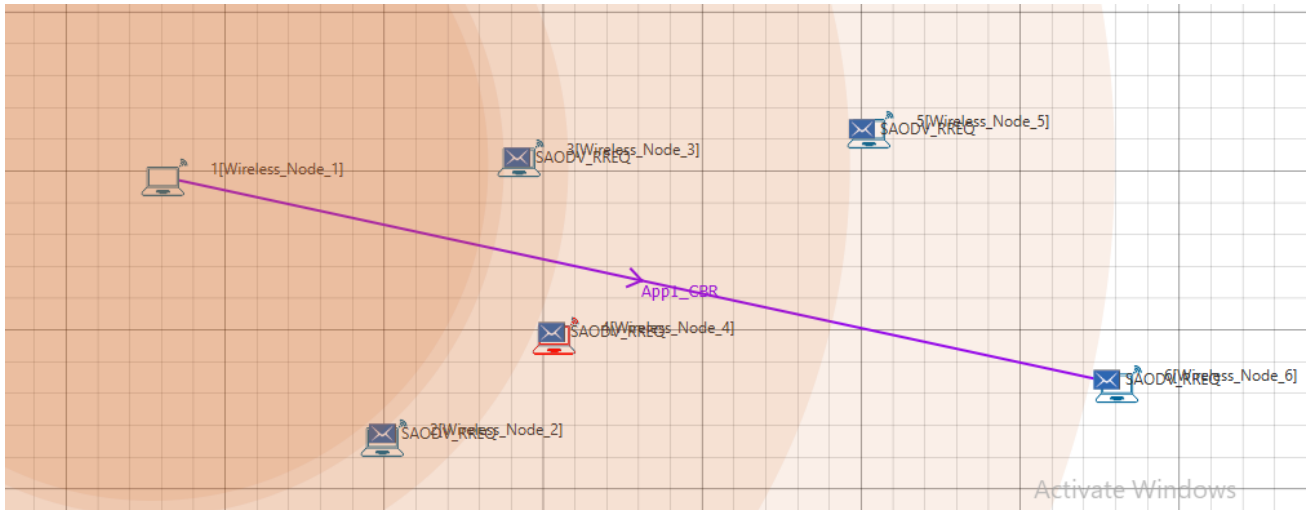 5[Wireless_Node_5]
SAODV_RREQ
3[Wireless_Node_3]
SAODV_RREQ
1[Wireless_Node_1]
App1_CBR
SAODV_RREQ
4[Wireless_Node_4]
SAODV_RREQ
6[Wireless_Node_6]
SAODV_RREQ
2[Wireless_Node_2]
Activate Windows